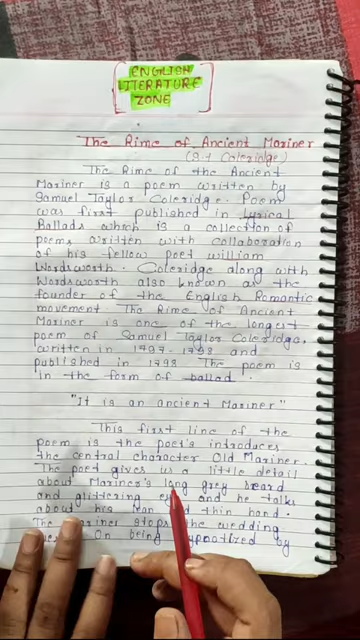 ENGLISH
LITERATURE
ZONE
The Rime of Ancient Mariner
(S.T Coleridge)
The Rime of the Ancient
Mariner is a poem written by
Samuel Taylor Coleridge. Poem
was first published in Lyrical
Ballads which is a collection of
poems written with collaboration
of his fellow poet william
Wordsworth. Coleridge along with
Wordsworth also known as the
founder of the English Romantic
movement. The Rime of Ancient
Mariner is one of the longest
poem of Samuel Taylor Coleridge,
written in 1797-1798 and
published in 1798. The poem is
in the form of ballad.
"It is an ancient Mariner"
This first line of the
poem is the poet's introduces
the central character Old Mariner.
The poet gives us a little detail
about Mariner's long grey beard
and glittering and he talks
about his and thin hand.
The stops the wedding
On being by